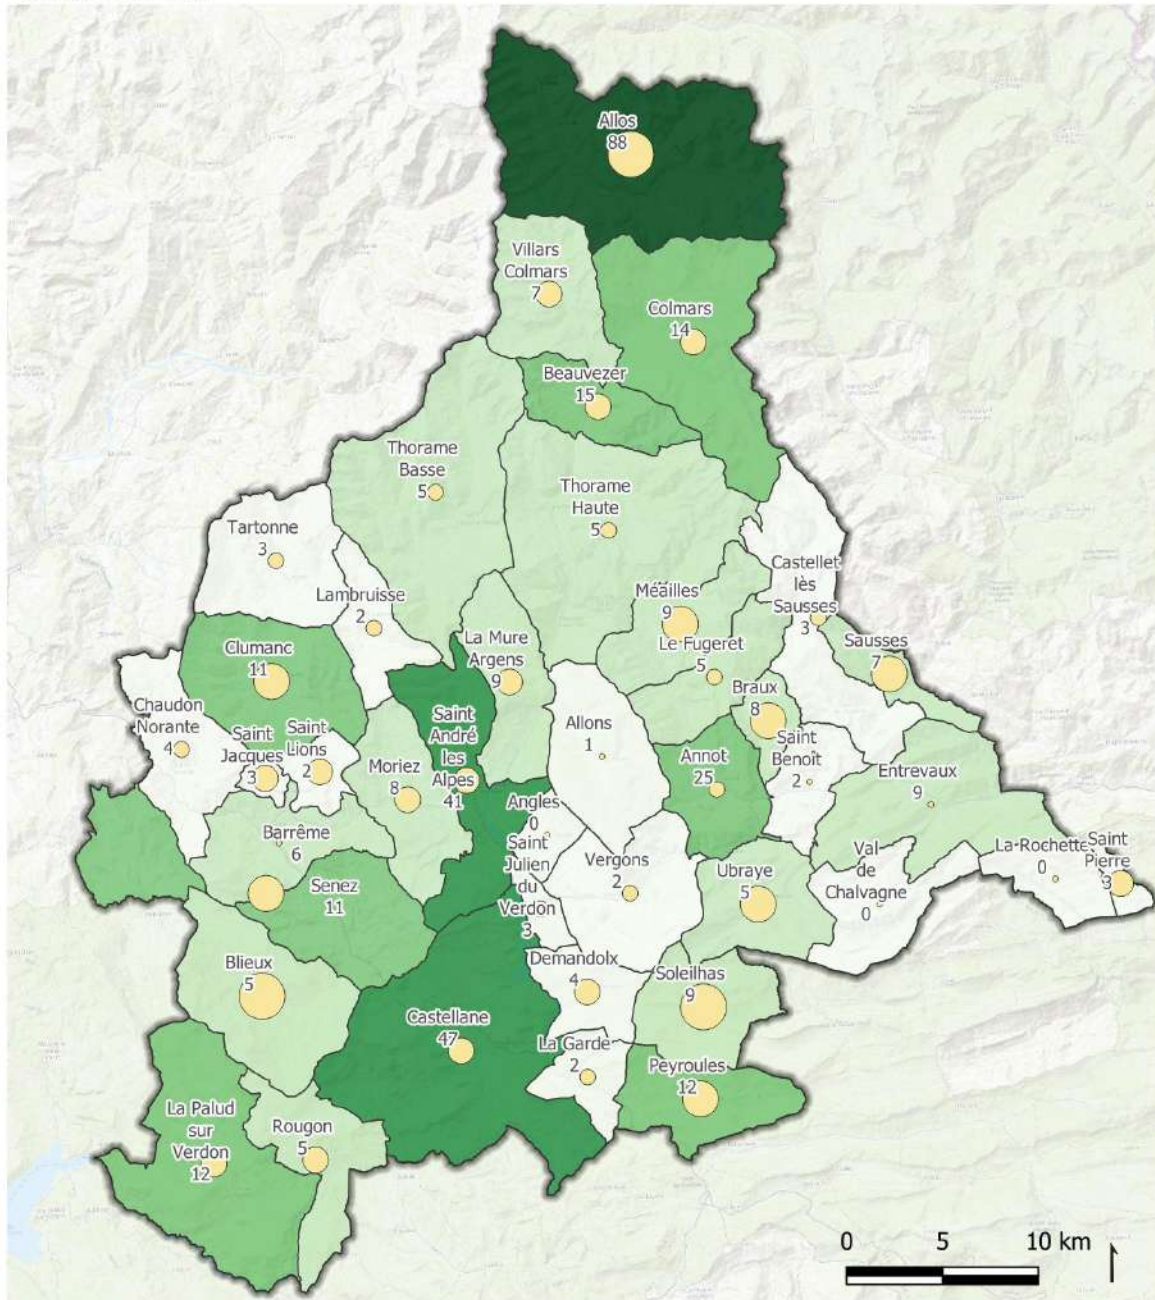 Allos
88
Villars
Colmars
7
Colmars
14
Beauvezer
15
Thorame
Basse
5
Thorame
Haute
5
Tartonne
3
Castellet
lès
Sausses
3
Lambruisse
2
Méailles
9
La Mure
Argens
9
Le Fugeret
5
Sausses
7
Clumanc
11
Chaudon
Norante
4
Saint
Jacques
3
Saint
Lions
2
Saint
André
les
Alpes
41
Braux
8
Allons
1
Saint
Benoît
2
Moriez
8
Annot
25
Entrevaux
9
Angles
0
Barrême
6
Saint
Julien
du
Verdon
3
Vergons
2
Ubraye
5
Val
de
Chalvagne
0
La Rochette
0
Saint
Pierre
3
Senez
11
Blieux
5
Demandolx
4
Soleilhas
9
Castellane
47
La Garde
2
Peyroules
12
La Palud
sur
Verdon
12
Rougon
5
0 5 10 km